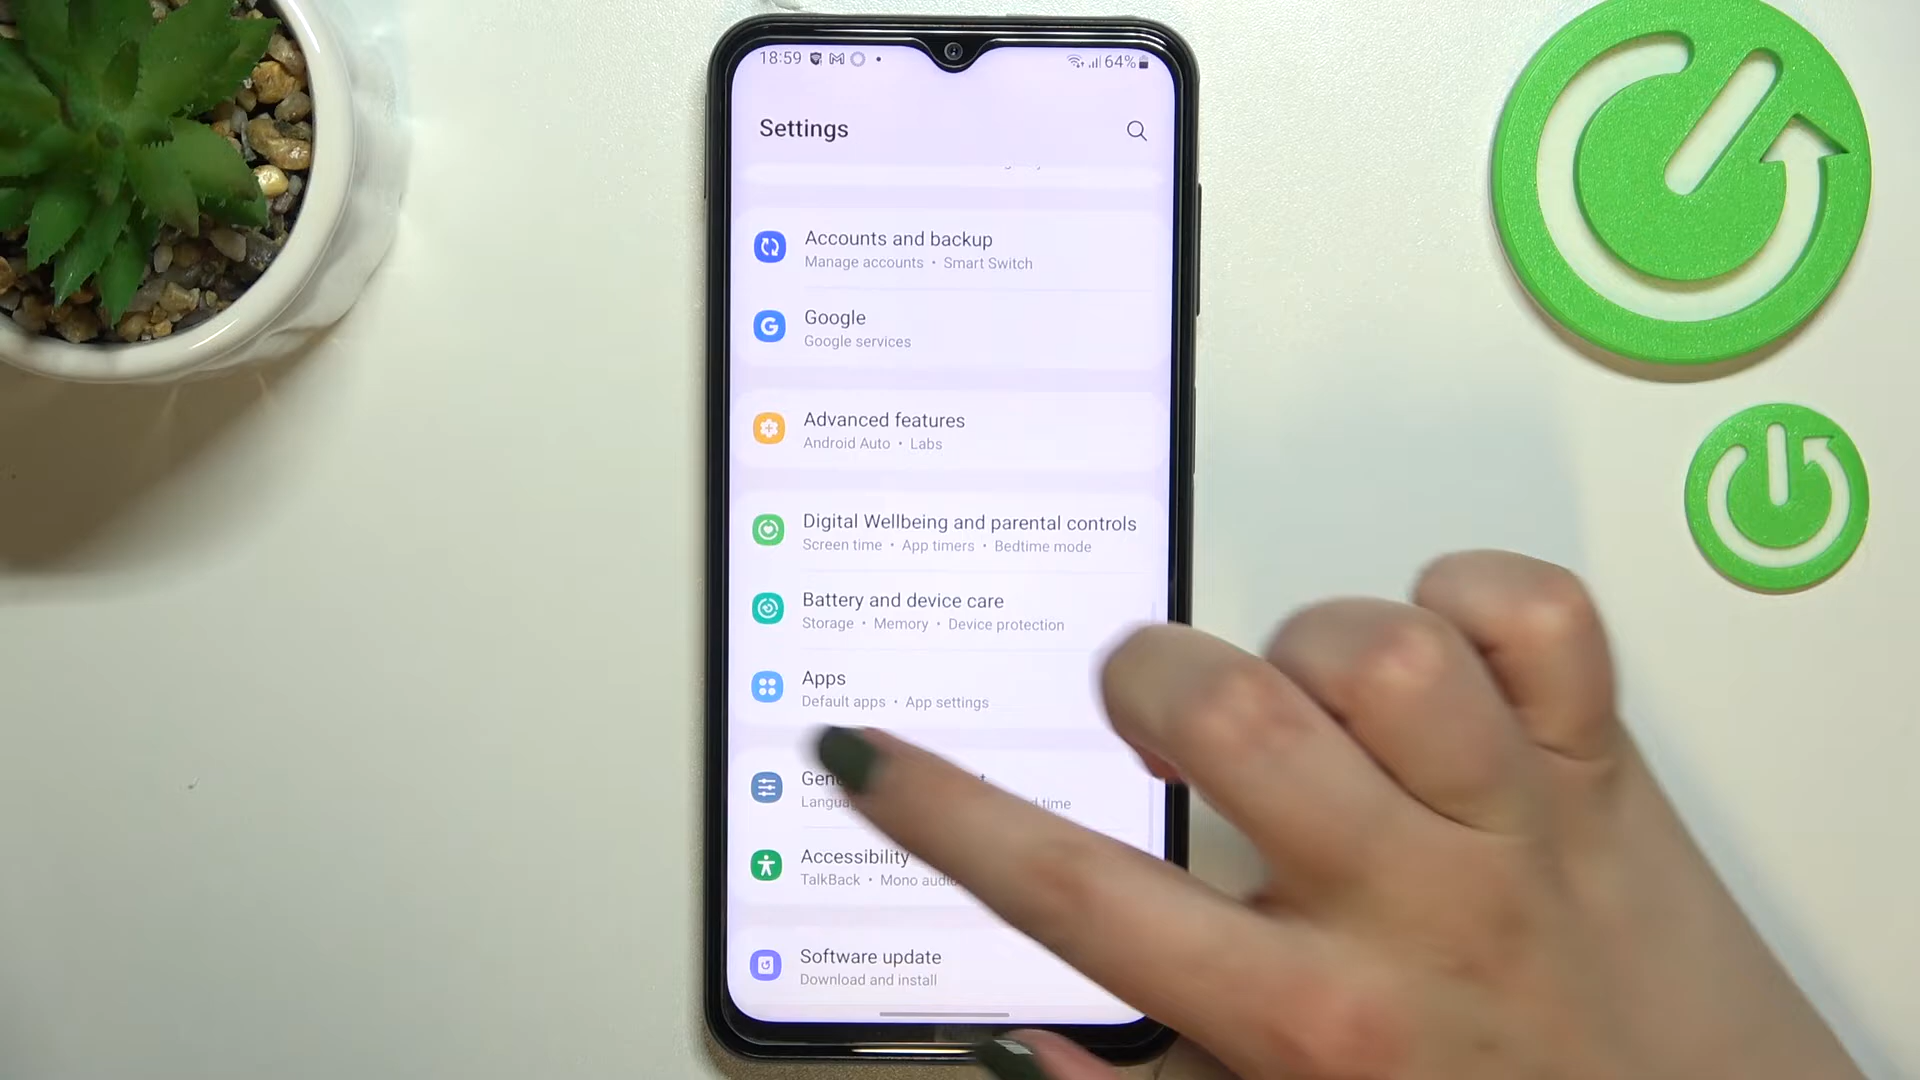 18:59
64%
Settings
Accounts and backup
Manage accounts • Smart Switch
Google
Google services
Advanced features
Android Auto • Labs
Digital Wellbeing and parental controls
Screen time • App timers • Bedtime mode
Battery and device care
Storage • Memory • Device protection
Apps
Default apps • App settings
time
Accessibility
TalkBack • Mono audio
Software update
Download and install